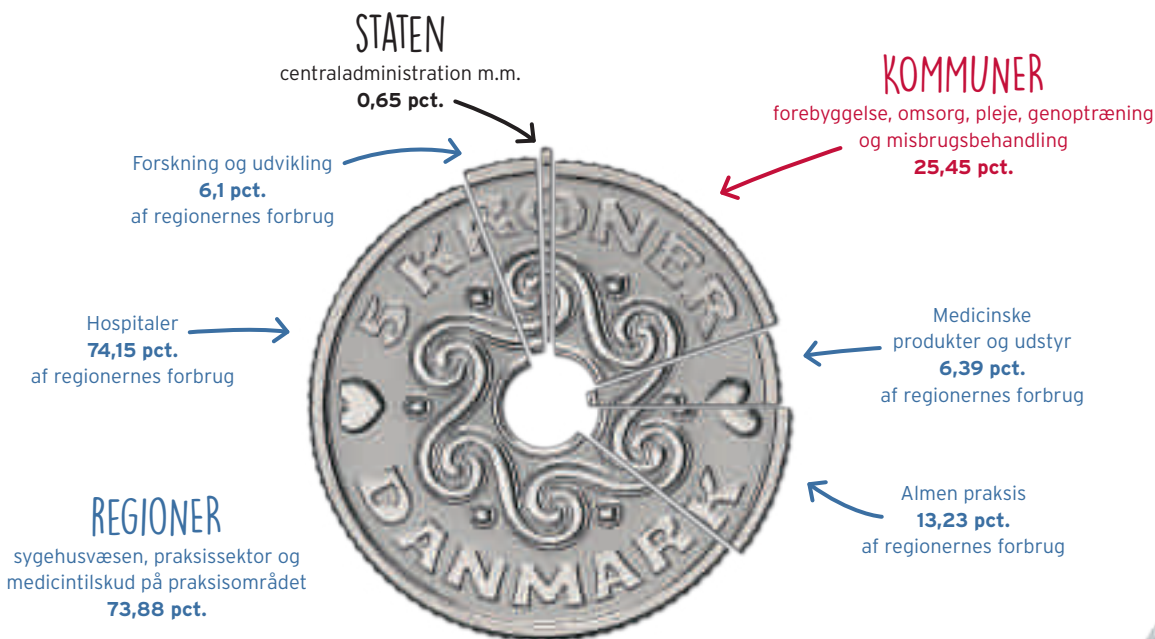 STATEN
centraladministration m.m.
0,65 pct.
KOMMUNER
forebyggelse, omsorg, pleje, genoptræning
og misbrugsbehandling
25,45 pct.
Forskning og udvikling
6,1 pct.
af regionernes forbrug
Hospitaler
74,15 pct.
af regionernes forbrug
Medicinske
produkter og udstyr
6,39 pct.
af regionernes forbrug
Almen praksis
13,23 pct.
af regionernes forbrug
REGIONER
sygehusvæsen, praksissektor og
medicintilskud på praksisområdet
73,88 pct.
5 KRONER
DANMARK